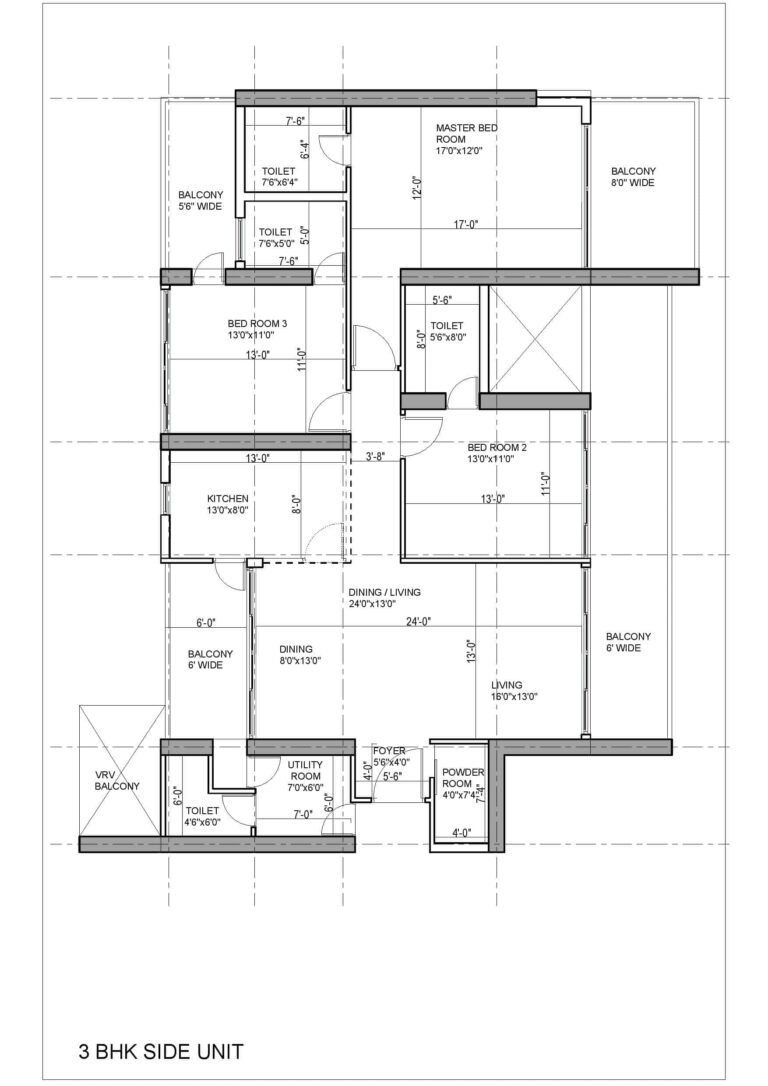 7'-6"
6'-4"
TOILET
7'6"x6'4"
MASTER BED
ROOM
17'0"x12'0"
12'-0"
17'-0"
BALCONY
5'6" WIDE
BALCONY
8'0" WIDE
TOILET
7'6"x5'0"
5'-0"
7'-6"
BED ROOM 3
13'0"x11'0"
13'-0"
11'-0"
5'-6"
TOILET
5'6"x8'0"
8'-0"
13'-0"
3'-8"
BED ROOM 2
13'0"x11'0"
11'-0"
13'-0"
KITCHEN
13'0"x8'0"
8'-0"
DINING / LIVING
24'0"x13'0"
6'-0"
24'-0"
BALCONY
6' WIDE
DINING
8'0"x13'0"
13'-0"
LIVING
16'0"x13'0"
BALCONY
6' WIDE
VRV
BALCONY
6'-0"
TOILET
4'6"x6'0"
UTILITY
ROOM
7'0"x6'0"
6'-0"
7'-0"
FOYER
5'6"x4'0"
4'-0"
5'-6"
POWDER
ROOM
4'0"x7'4"
7'-4"
4'-0"
3 BHK SIDE UNIT